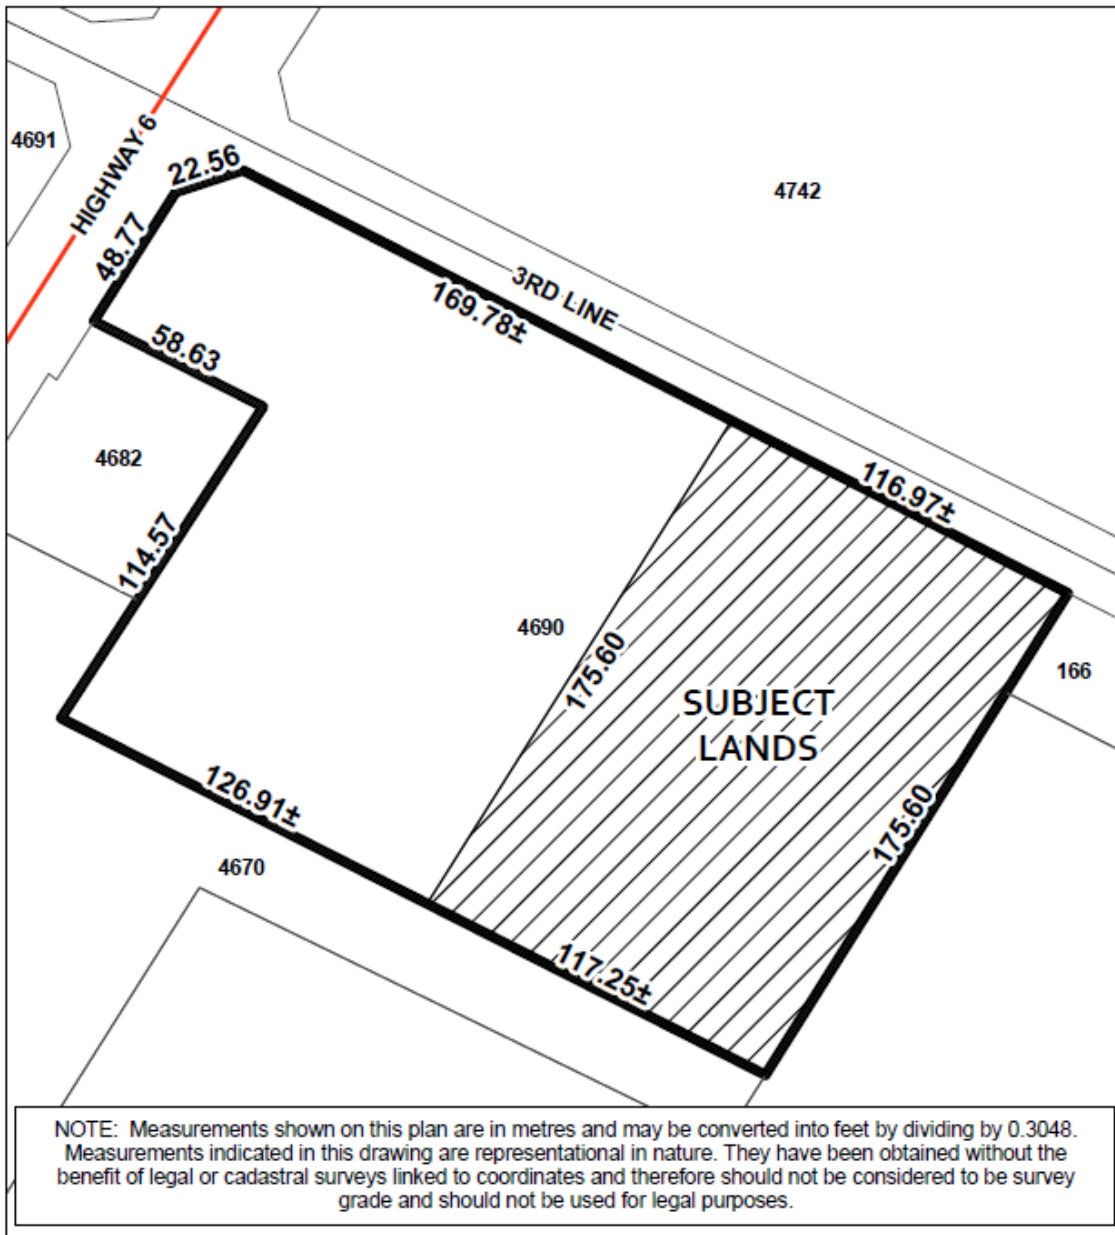 4691
HIGHWAY 6
22.56
48.77
4742
3RD LINE
169.78±
58.63
4682
114.57
116.97±
4690
175.60
166
SUBJECT
LANDS
126.91±
175.60
4670
117.25±
NOTE: Measurements shown on this plan are in metres and may be converted into feet by dividing by 0.3048.
Measurements indicated in this drawing are representational in nature. They have been obtained without the
benefit of legal or cadastral surveys linked to coordinates and therefore should not be considered to be survey
grade and should not be used for legal purposes.